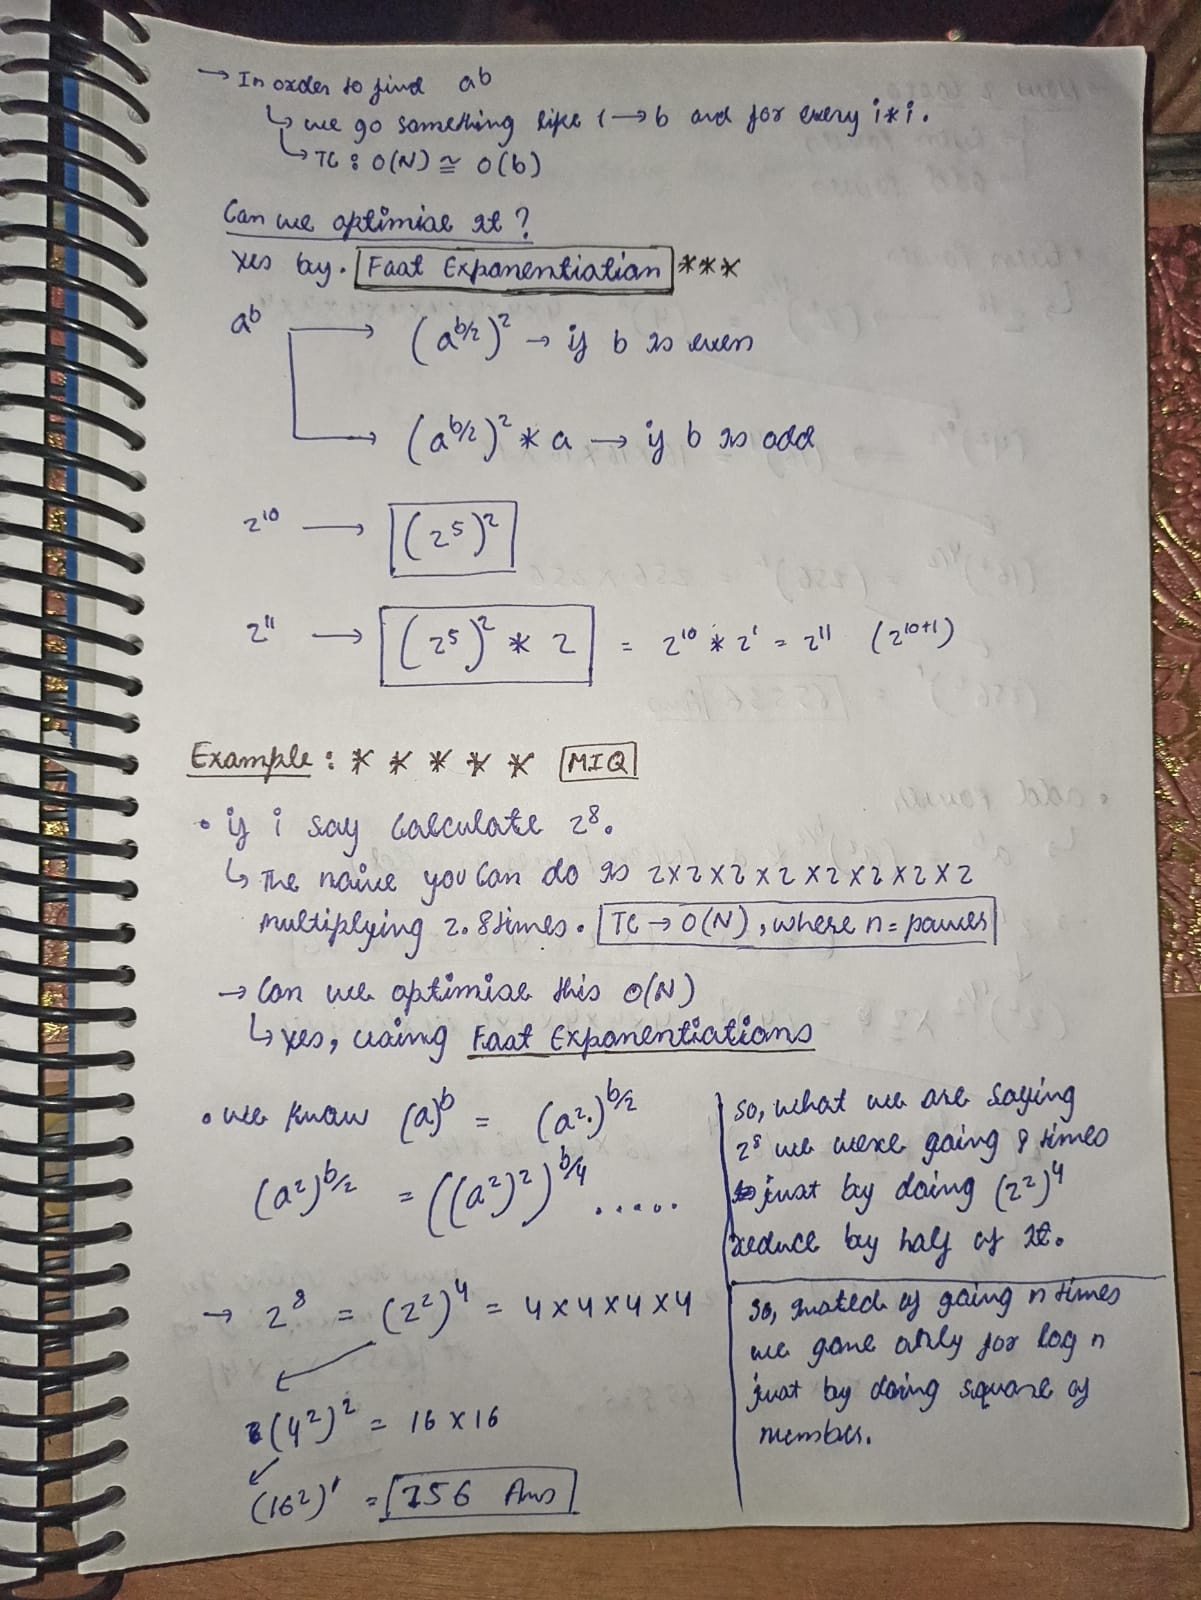 → In order to find a^b
↳ we go something like 1 → b and for every i * i.
↳ TC : O(N) ≅ O(b)
Can we optimise it ?
Yes by. Fast Exponentiation ***
a^b → (a^b/2)^2 → if b is even
→ (a^b/2)^2 * a → if b is odd
2^10 → (2^5)^2
2^11 → (2^5)^2 * 2 = 2^10 * 2^1 = 2^11 (2^10+1)
Example : * * * * * MIQ
• if i say Calculate 2^8.
↳ The naive you Can do is 2×2×2×2×2×2×2×2
multiplying 2. 8 times. TC → O(N), where n = power
→ Can we optimise this O(N)
↳ Yes, using Fast Exponentiations
• we know (a)^b = (a^2.)^b/2
(a^2)^b/2 = ((a^2)^2)^b/4 .....
→ 2^8 = (2^2)^4 = 4 × 4 × 4 × 4
(4^2)^2 = 16 × 16
(16^2)^1 = 256 Ans
so, what we are saying
2^8 we were going 8 times
just by doing (2^2)^4
reduce by half of it.
So, insted of going n times
we gone only for log n
just by doing square of
number.